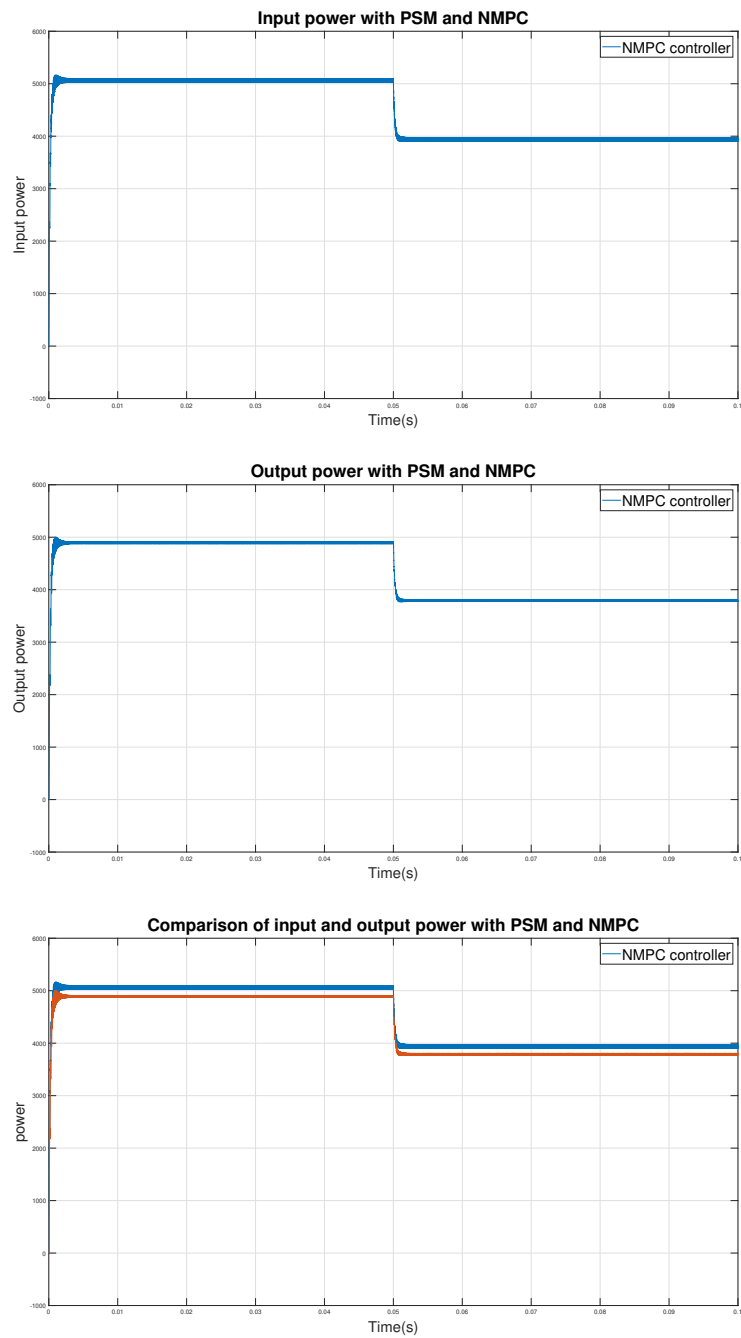 Input power with PSM and NMPC
6000
NMPC controller
5000
4000
3000
Input power
2000
1000
0
-1000
0 0.01 0.02 0.03 0.04 0.05 0.06 0.07 0.08 0.09 0.1
Time(s)
Output power with PSM and NMPC
6000
NMPC controller
5000
4000
3000
Output power
2000
1000
0
-1000
0 0.01 0.02 0.03 0.04 0.05 0.06 0.07 0.08 0.09 0.1
Time(s)
Comparison of input and output power with PSM and NMPC
6000
NMPC controller
5000
4000
3000
power
2000
1000
0
-1000
0 0.01 0.02 0.03 0.04 0.05 0.06 0.07 0.08 0.09 0.1
Time(s)